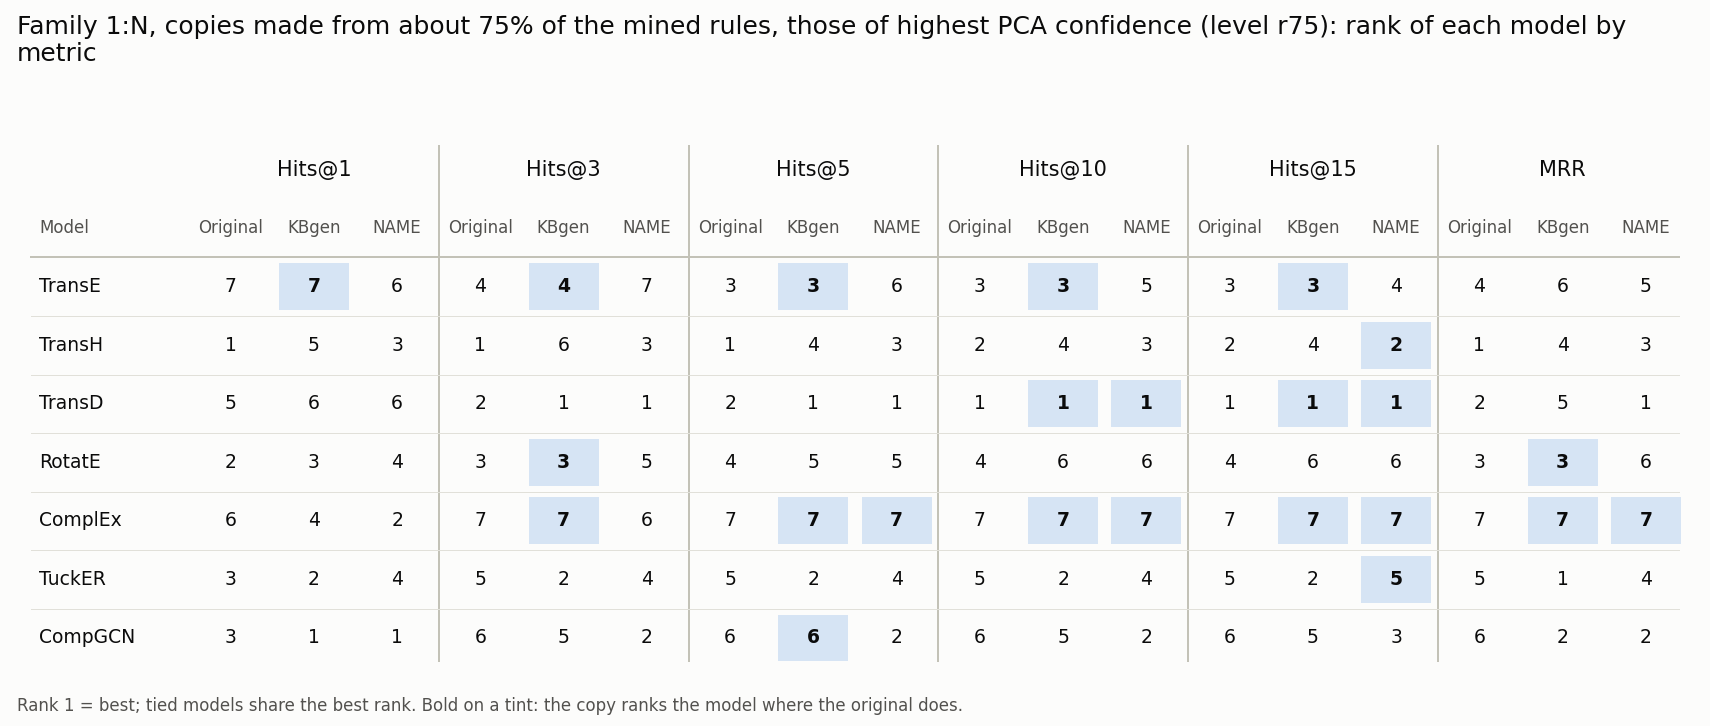 Family 1:N, copies made from about 75% of the mined rules, those of highest PCA confidence (level r75): rank of each model by
metric
Hits@1 Hits@3 Hits@5 Hits@10 Hits@15 MRR
Model Original KBgen NAME Original KBgen NAME Original KBgen NAME Original KBgen NAME Original KBgen NAME Original KBgen NAME
TransE 7 7 6 4 4 7 3 3 6 3 3 5 3 3 4 4 6 5
TransH 1 5 3 1 6 3 1 4 3 2 4 3 2 4 2 1 4 3
TransD 5 6 6 2 1 1 2 1 1 1 1 1 1 1 1 2 5 1
RotatE 2 3 4 3 3 5 4 5 5 4 6 6 4 6 6 3 3 6
ComplEx 6 4 2 7 7 6 7 7 7 7 7 7 7 7 7 7 7 7
TuckER 3 2 4 5 2 4 5 2 4 5 2 4 5 2 5 5 1 4
CompGCN 3 1 1 6 5 2 6 6 2 6 5 2 6 5 3 6 2 2
Rank 1 = best; tied models share the best rank. Bold on a tint: the copy ranks the model where the original does.